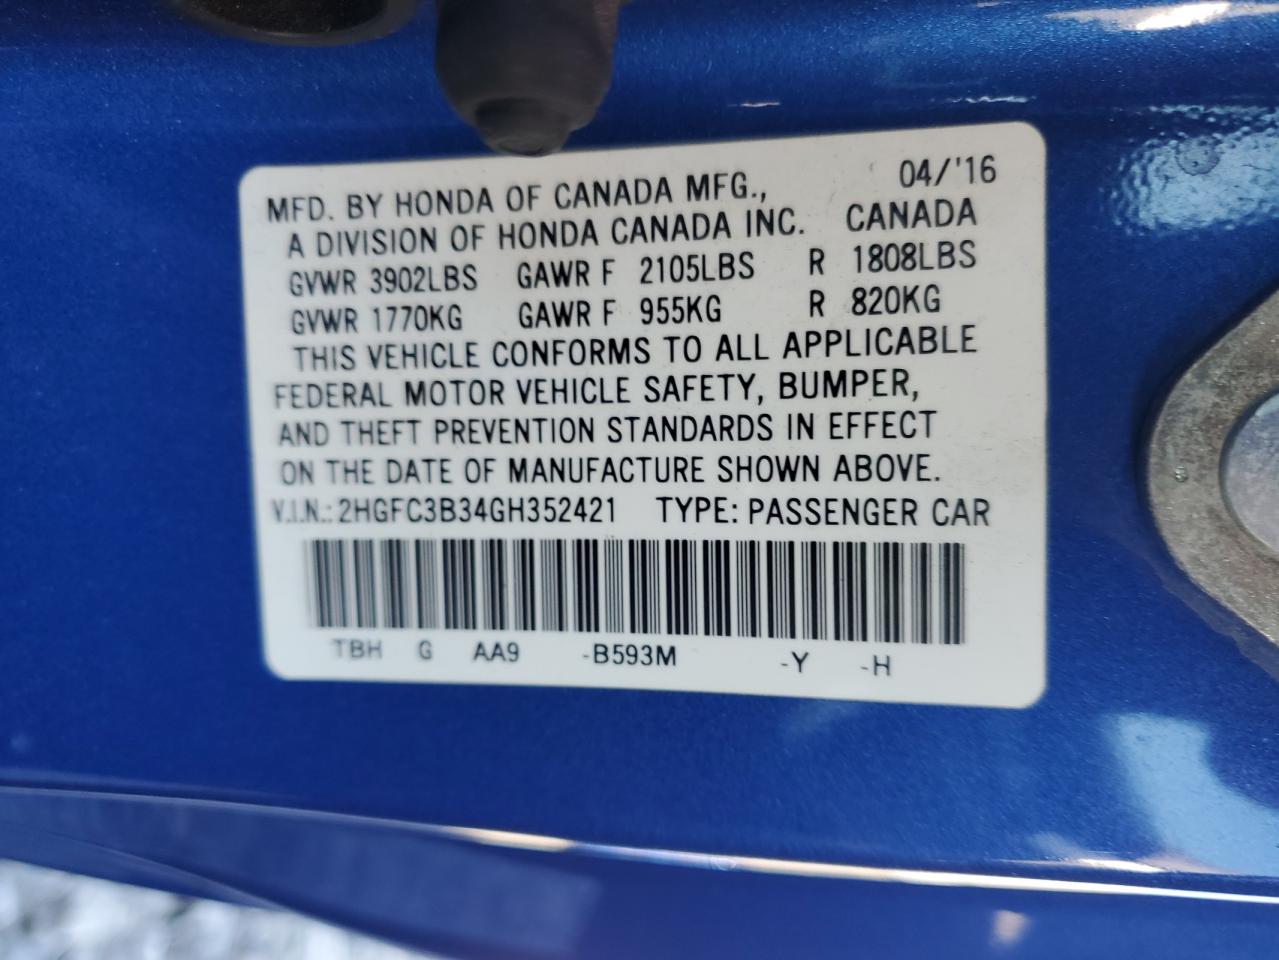 04/'16
MFD. BY HONDA OF CANADA MFG.,
A DIVISION OF HONDA CANADA INC. CANADA
GVWR 3902LBS GAWR F 2105LBS R 1808LBS
GVWR 1770KG GAWR F 955KG R 820KG
THIS VEHICLE CONFORMS TO ALL APPLICABLE
FEDERAL MOTOR VEHICLE SAFETY, BUMPER,
AND THEFT PREVENTION STANDARDS IN EFFECT
ON THE DATE OF MANUFACTURE SHOWN ABOVE.
V.I.N.: 2HGFC3B34GH352421 TYPE: PASSENGER CAR
TBH G AA9 -B593M -Y -H